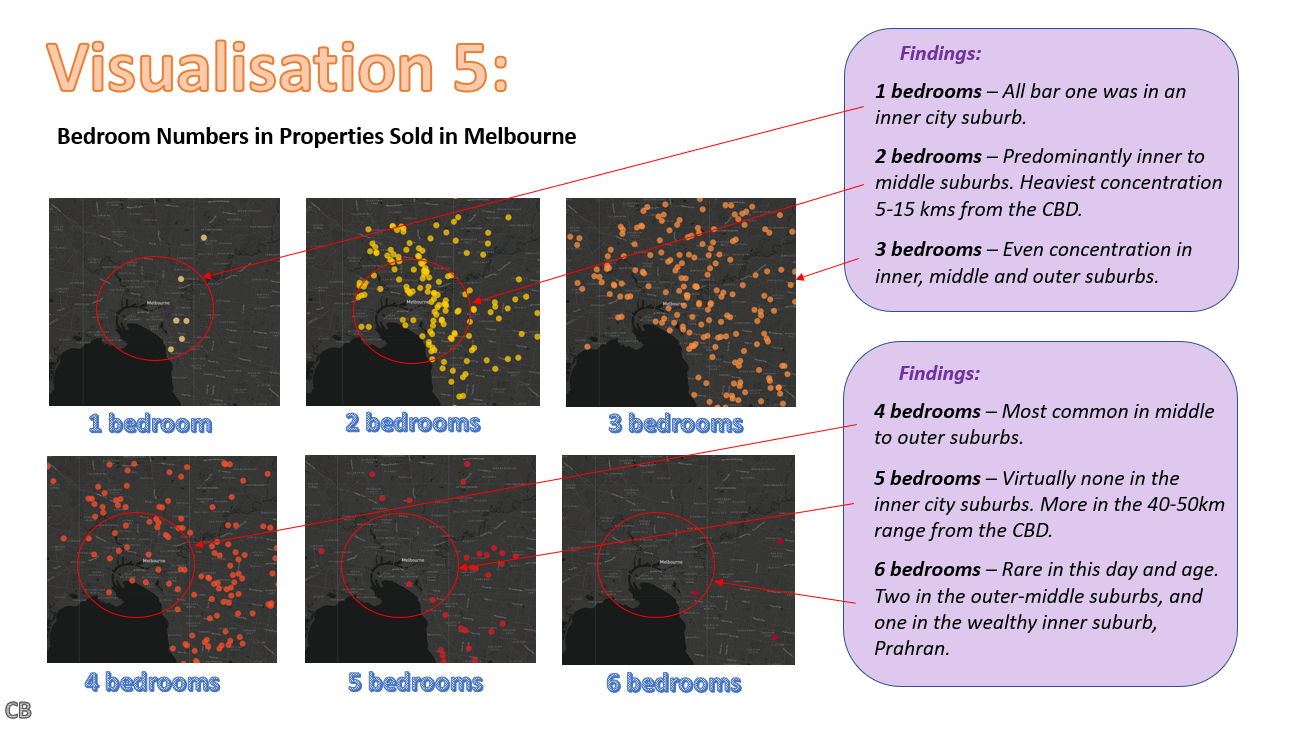 Visualisation 5:
Bedroom Numbers in Properties Sold in Melbourne
Findings:
1 bedrooms – All bar one was in an
inner city suburb.
2 bedrooms – Predominantly inner to
middle suburbs. Heaviest concentration
5-15 kms from the CBD.
3 bedrooms – Even concentration in
inner, middle and outer suburbs.
Melbourne
Melbourne
Melbourne
1 bedroom
2 bedrooms
3 bedrooms
Findings:
4 bedrooms – Most common in middle
to outer suburbs.
5 bedrooms – Virtually none in the
inner city suburbs. More in the 40-50km
range from the CBD.
6 bedrooms – Rare in this day and age.
Two in the outer-middle suburbs, and
one in the wealthy inner suburb,
Prahran.
Melbourne
Melbourne
Melbourne
4 bedrooms
5 bedrooms
6 bedrooms
CB